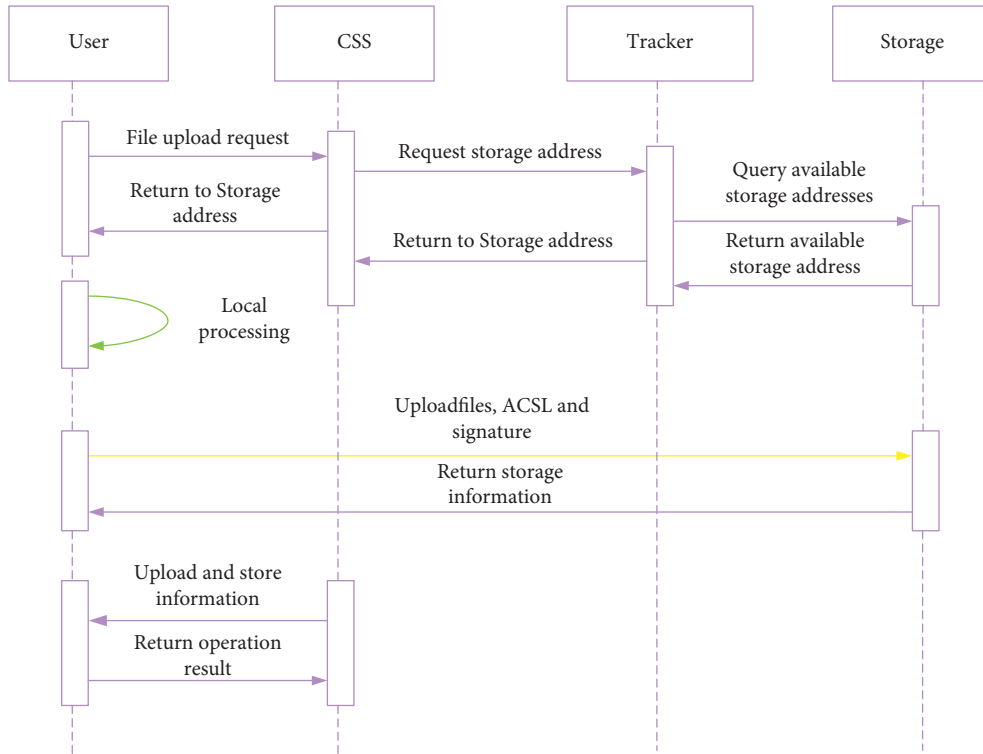 User
CSS
Tracker
Storage
File upload request
Request storage address
Query available
storage addresses
Return to Storage
address
Return to Storage address
Return available
storage address
Local
processing
Uploadfiles, ACSL and
signature
Return storage
information
Upload and store
information
Return operation
result